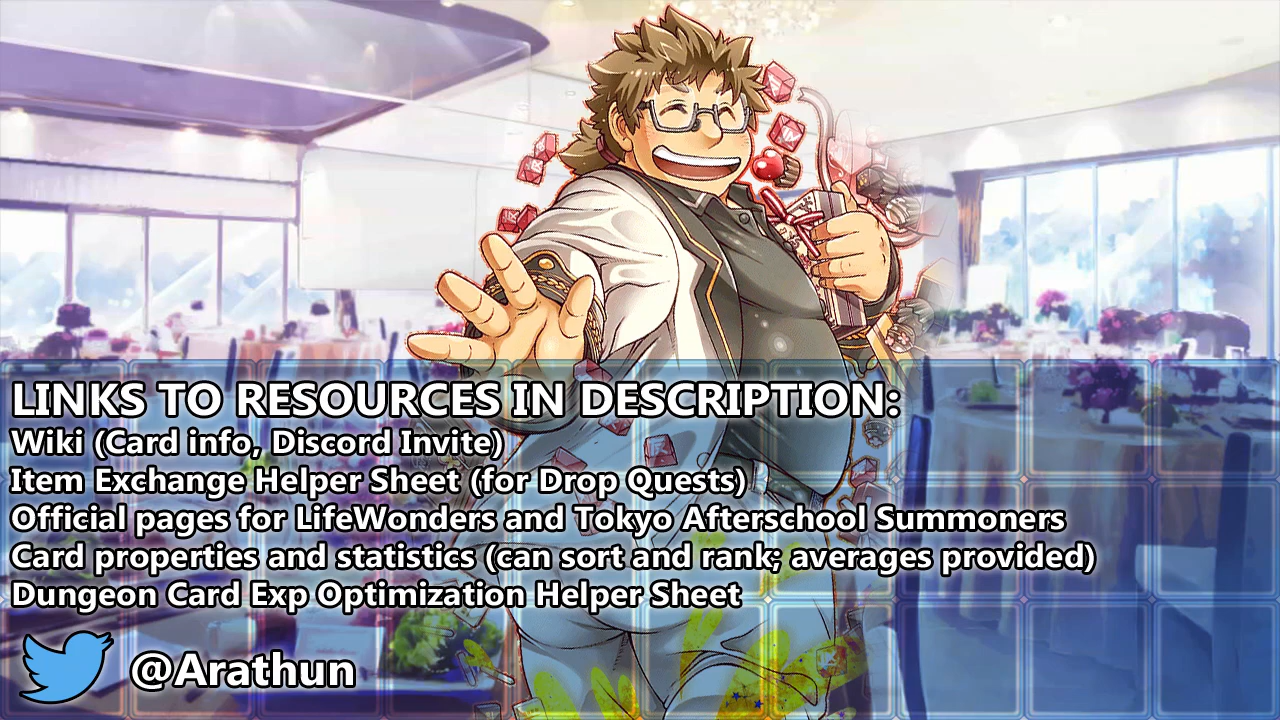 LINKS TO RESOURCES IN DESCRIPTION:
Wiki (Card info, Discord Invite)
Item Exchange Helper Sheet (for Drop Quests)
Official pages for LifeWonders and Tokyo Afterschool Summoners
Card properties and statistics (can sort and rank; averages provided)
Dungeon Card Exp Optimization Helper Sheet
@Arathun